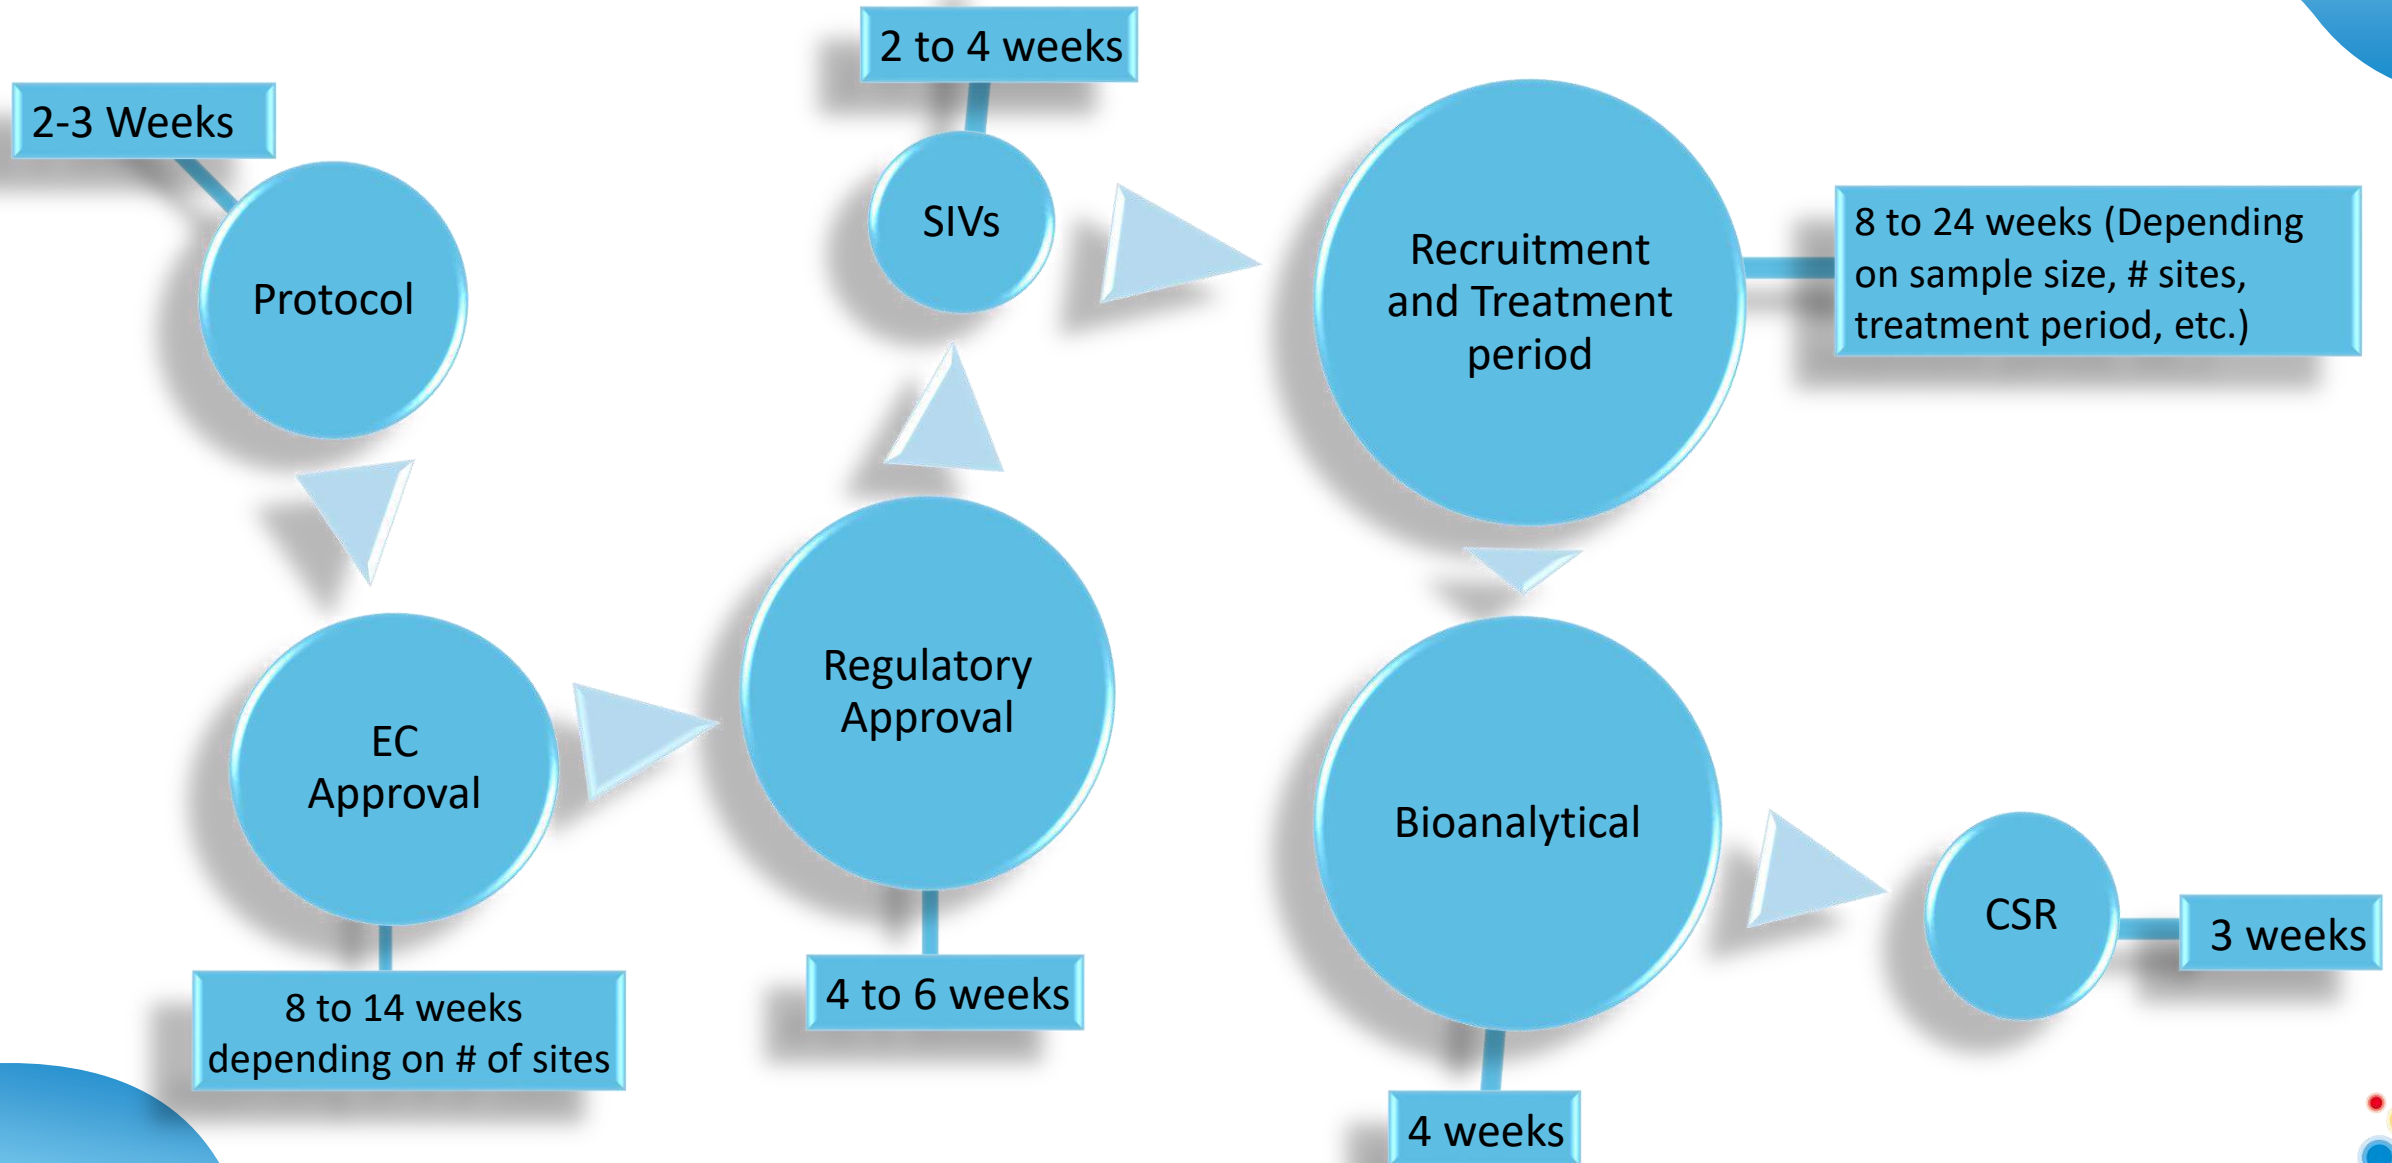 2-3 Weeks
Protocol
EC
Approval
8 to 14 weeks
depending on # of sites
Regulatory
Approval
4 to 6 weeks
2 to 4 weeks
SIVs
Recruitment
and Treatment
period
8 to 24 weeks (Depending
on sample size, # sites,
treatment period, etc.)
Bioanalytical
4 weeks
CSR
3 weeks